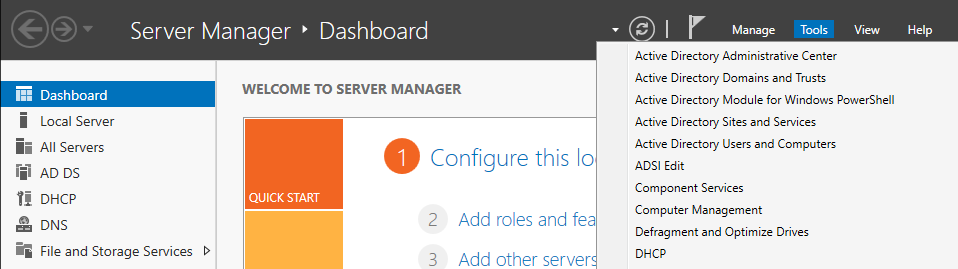 Server Manager ‣ Dashboard
Manage Tools View Help
Dashboard
Local Server
All Servers
AD DS
DHCP
DNS
File and Storage Services
WELCOME TO SERVER MANAGER
QUICK START
1 Configure this lo
2 Add roles and fea
3 Add other servers
Active Directory Administrative Center
Active Directory Domains and Trusts
Active Directory Module for Windows PowerShell
Active Directory Sites and Services
Active Directory Users and Computers
ADSI Edit
Component Services
Computer Management
Defragment and Optimize Drives
DHCP